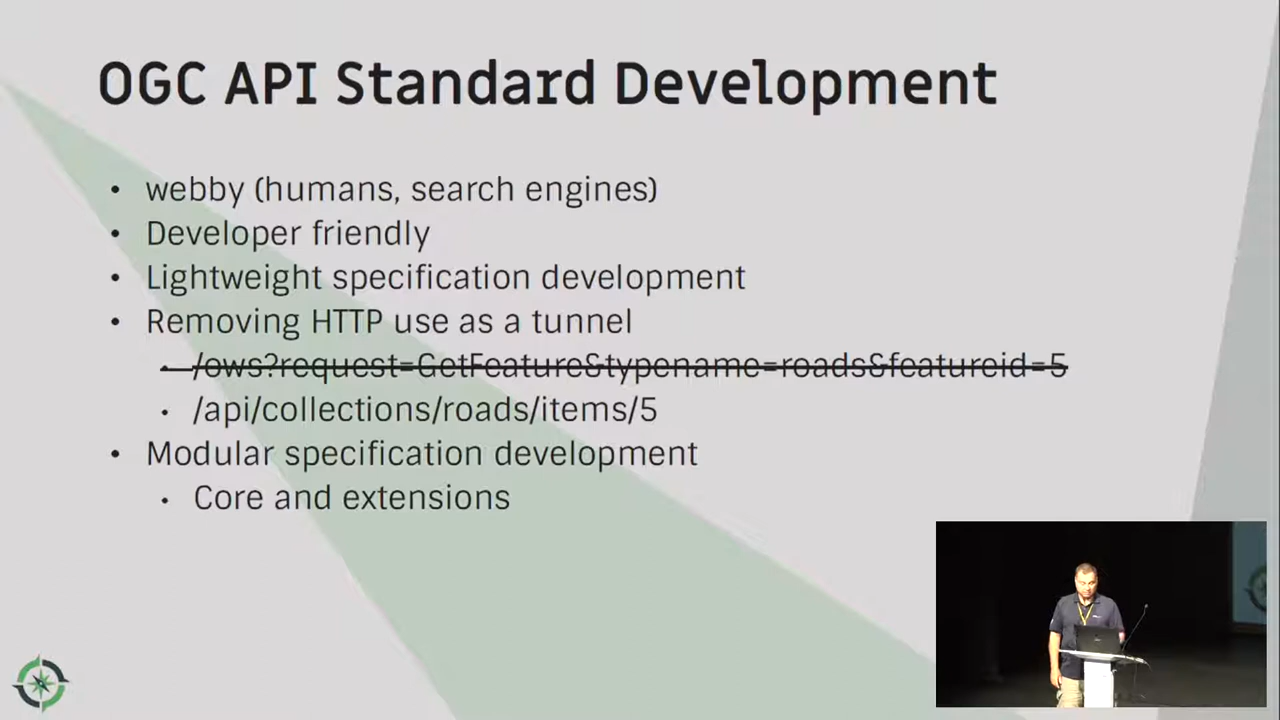 OGC API Standard Development
• webby (humans, search engines)
• Developer friendly
• Lightweight specification development
• Removing HTTP use as a tunnel
• /ows?request=GetFeature&typename=roads&featureid=5
• /api/collections/roads/items/5
• Modular specification development
• Core and extensions